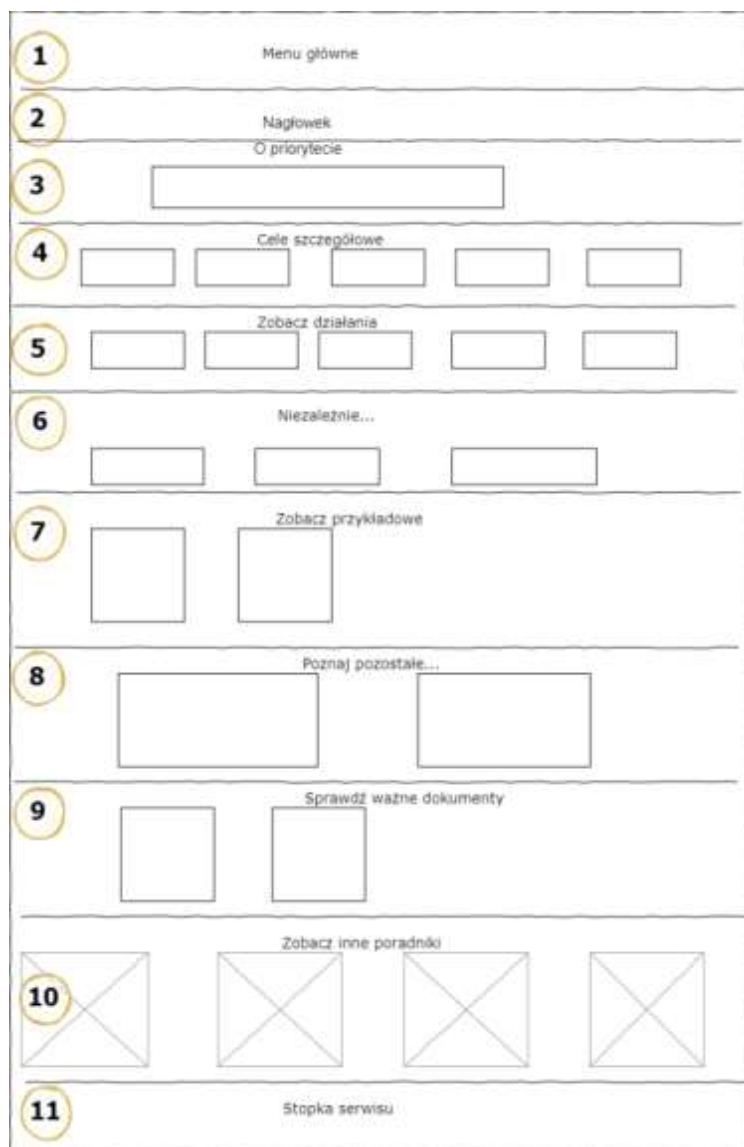 1
Menu główne
2
Nagłowek
O priorytecie
3
Cele szczegółowe
4
Zobacz działania
5
6
Niezależnie...
Zobacz przykładowe
7
Poznaj pozostałe...
8
Sprawdź ważne dokumenty
9
Zobacz inne poradniki
10
Stopka serwisu
11